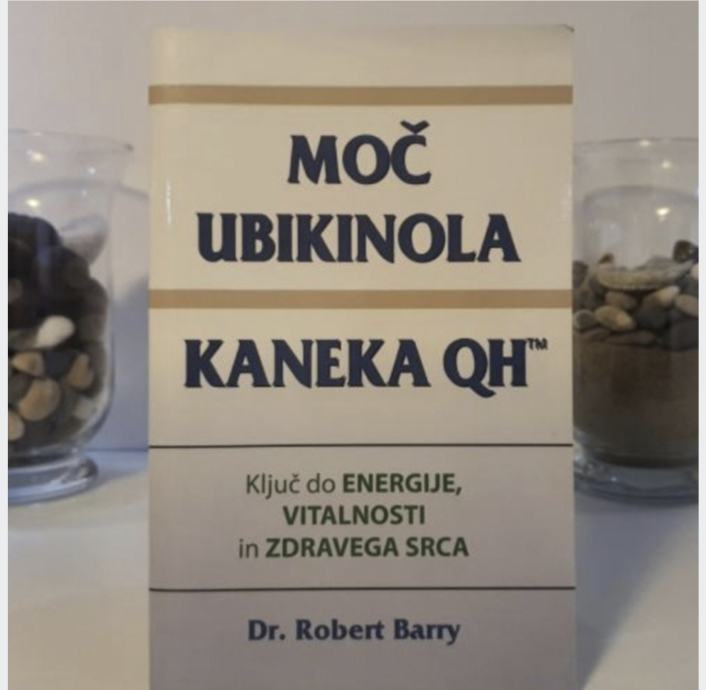 MOČ
UBIKINOLA
KANEKA QH™
Ključ do ENERGIJE,
VITALNOSTI
in ZDRAVEGA SRCA
Dr. Robert Barry